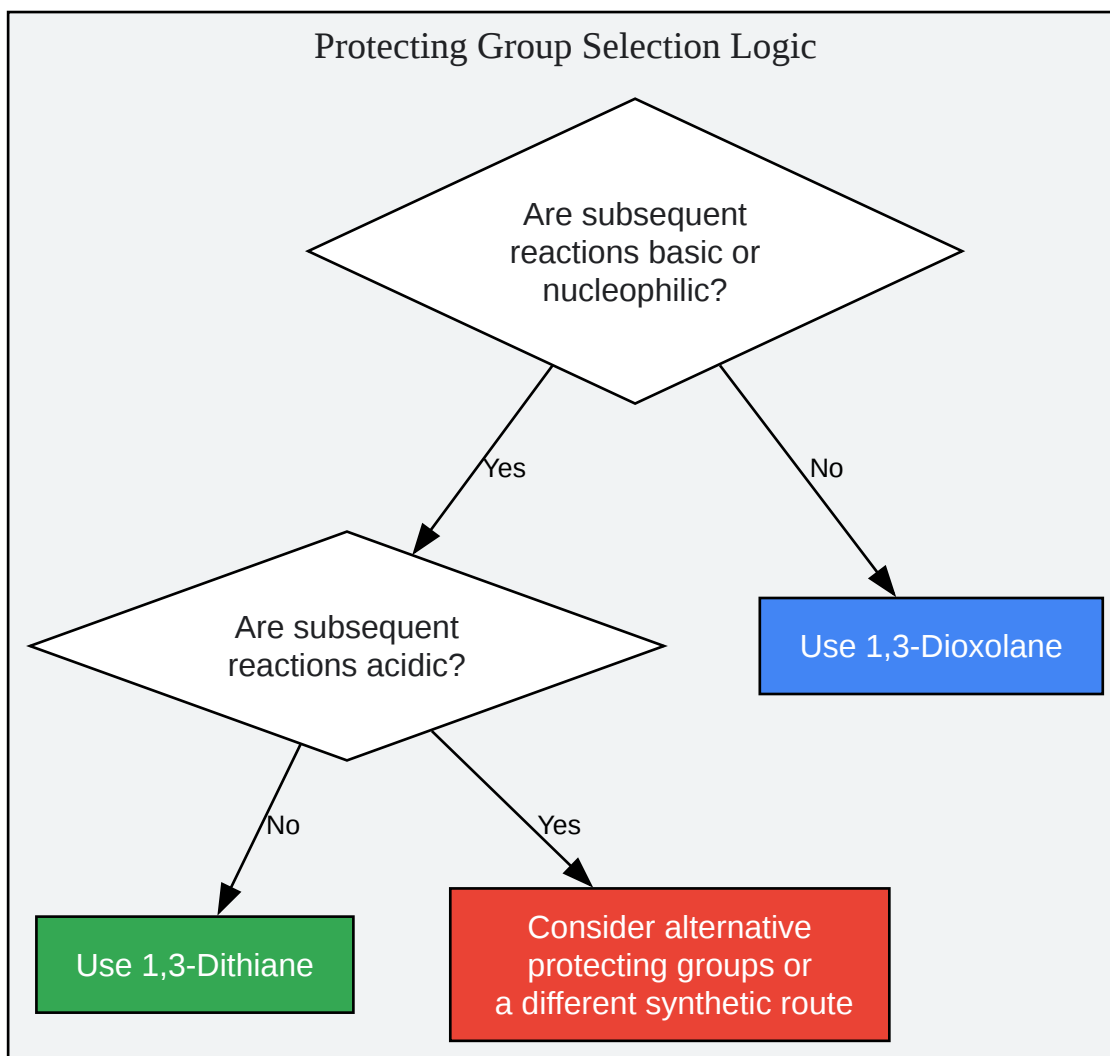 Protecting Group Selection Logic
Are subsequent
reactions basic or
nucleophilic?
Yes
No
Are subsequent
reactions acidic?
Use 1,3-Dioxolane
No
Yes
Use 1,3-Dithiane
Consider alternative
protecting groups or
a different synthetic route